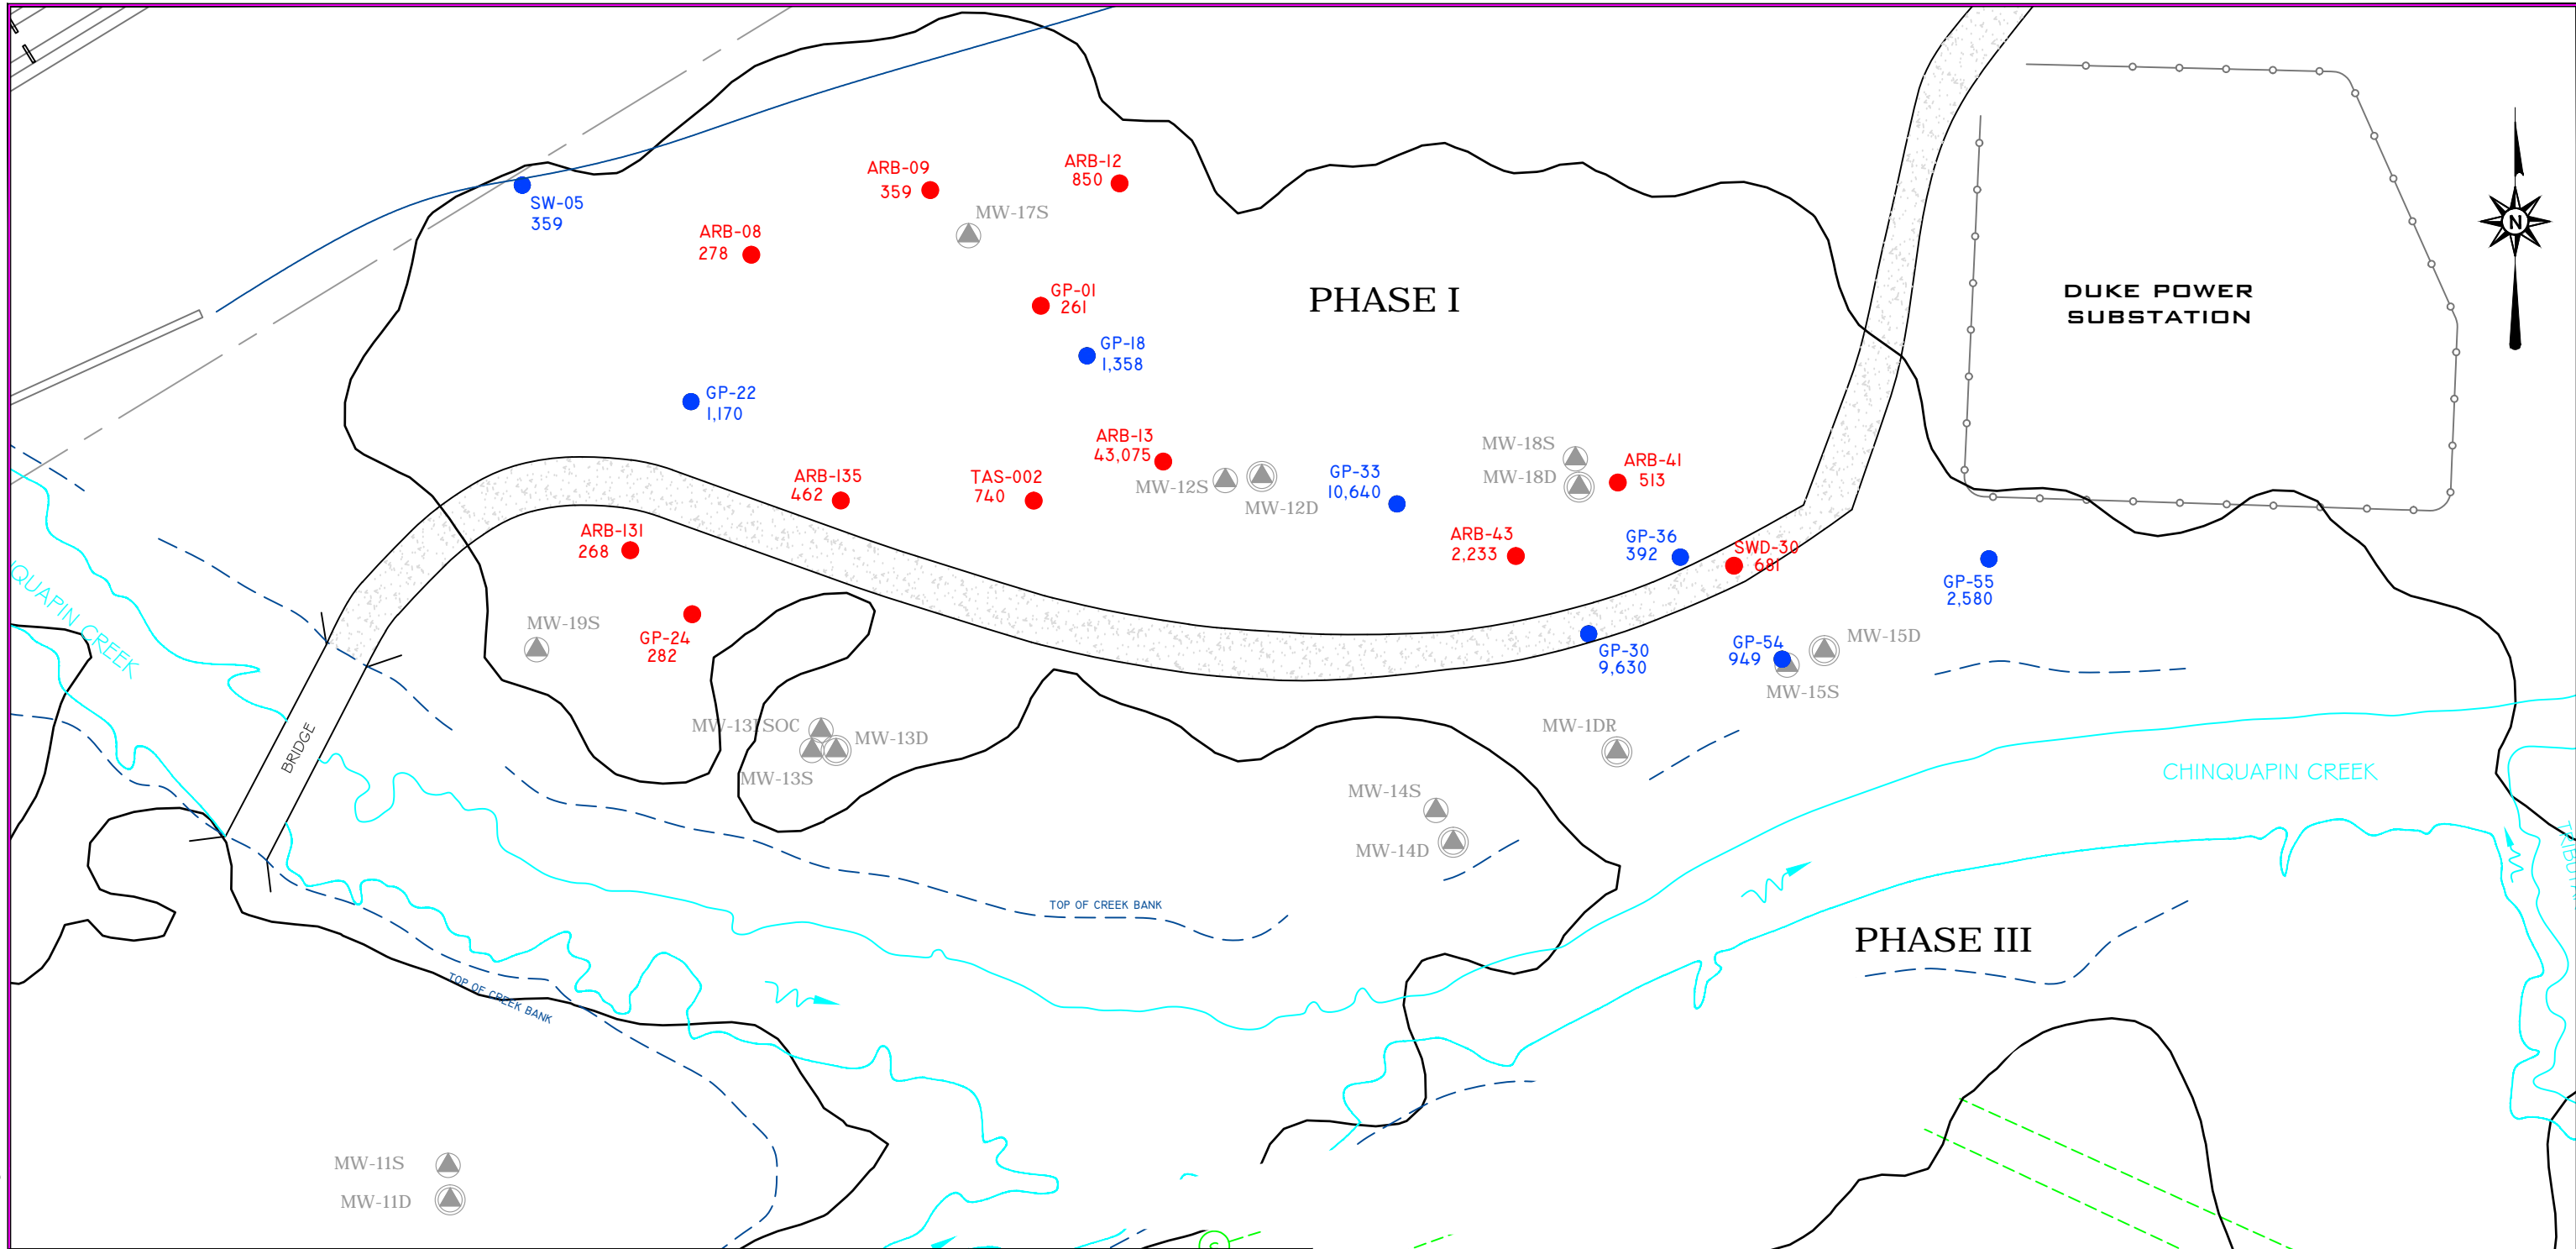 ARB-12
850
ARB-09
359
SW-05
359
MW-17S
ARB-08
278
GP-01
261
PHASE I
DUKE POWER
SUBSTATION
N
GP-18
1,358
GP-22
1,170
ARB-13
43,075
MW-18S
ARB-41
513
GP-33
10,640
MW-18D
ARB-135
462
TAS-002
740
MW-12S
MW-12D
ARB-131
268
ARB-43
2,233
GP-36
392
SWD-30
681
GP-55
2,580
MW-19S
GP-24
282
GP-30
9,630
GP-54
949
MW-15D
MW-15S
QUAPIN CREEK
BRIDGE
SOC
MW-13D
MW-13S
MW-1DR
CHINQUAPIN CREEK
MW-14S
MW-14D
TOP OF CREEK BANK
PHASE III
TOP OF CREEK BANK
MW-11S
MW-11D